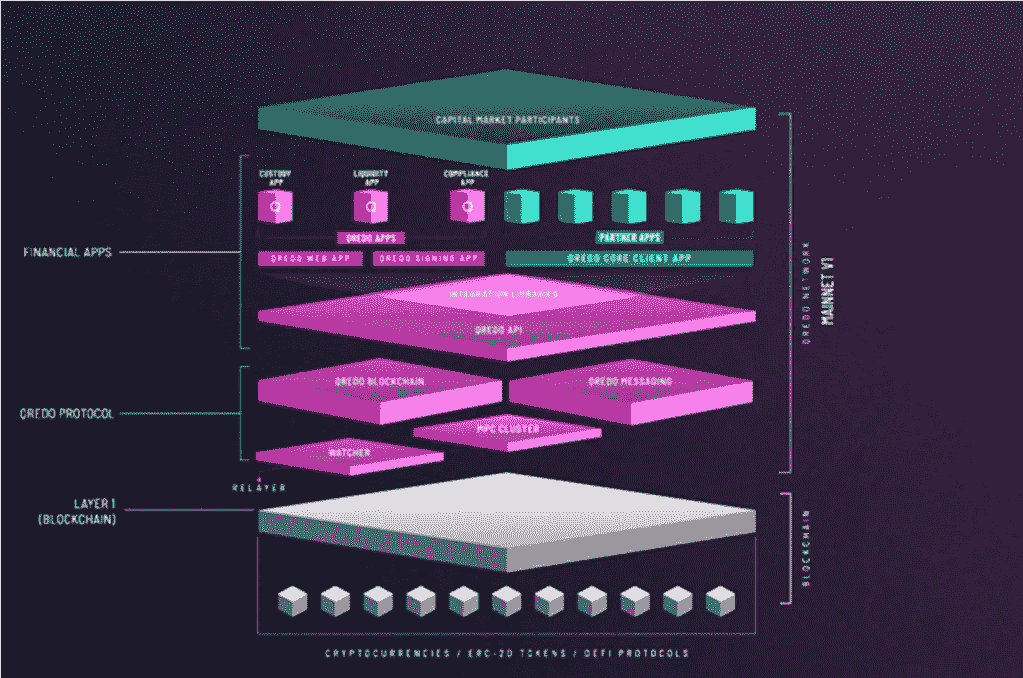 CAPITAL MARKET PARTICIPANTS
CUSTODY
APP
LIQUIDITY
APP
COMPLIANCE
APP
QREDO APPS
PARTNER APPS
QREDO WEB APP
QREDO SIGNING APP
QREDO CORE CLIENT APP
FINANCIAL APPS
INTEGRATION LIBRARIES
QREDO API
QREDO NETWORK
MAINNET V1
QREDO BLOCKCHAIN
QREDO MESSAGING
QREDO PROTOCOL
MPC CLUSTER
WATCHER
RELAYER
LAYER 1
(BLOCKCHAIN)
BLOCKCHAIN
CRYPTOCURRENCIES / ERC-20 TOKENS / DEFI PROTOCOLS